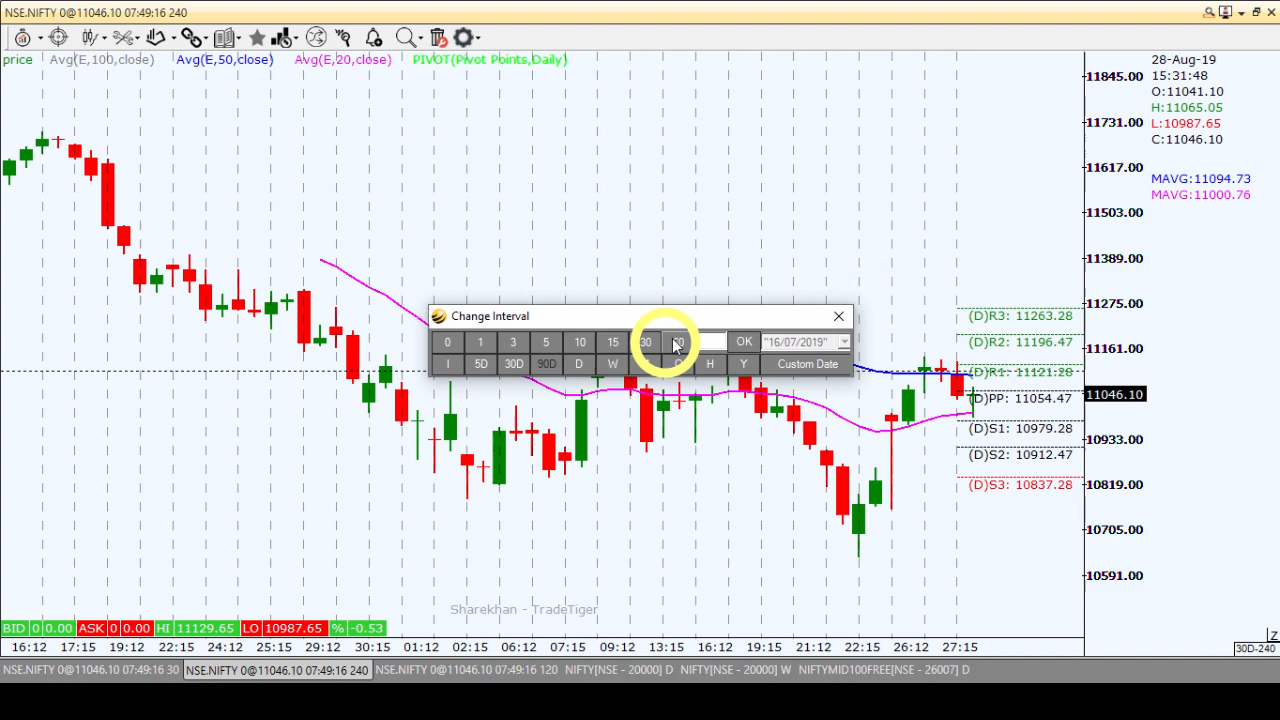 NSE.NIFTY 0@11046.10 07:49:16 240
price Avg(E,100,close) Avg(E,50,close) Avg(E,20,close) PIVOT(Pivot Points,Daily)
28-Aug-19
15:31:48
O:11041.10
H:11065.05
L:10987.65
C:11046.10
MAVG:11094.73
MAVG:11000.76
11845.00
11731.00
11617.00
11503.00
11389.00
11275.00
11161.00
11046.10
10933.00
10819.00
10705.00
10591.00
(D)R3: 11263.28
(D)R2: 11196.47
(D)R1: 11121.28
(D)PP: 11054.47
(D)S1: 10979.28
(D)S2: 10912.47
(D)S3: 10837.28
Change Interval
0 1 3 5 10 15 30 OK "16/07/2019"
I 5D 30D 90D D W H Y Custom Date
Sharekhan - TradeTiger
BID 0 0.00 ASK 0 0.00 HI 11129.65 LO 10987.65 % -0.53
16:12 17:15 19:12 22:15 24:12 25:15 29:12 30:15 01:12 02:15 06:12 07:15 09:12 13:15 16:12 19:15 21:12 22:15 26:12 27:15
Z
30D-240
NSE.NIFTY 0@11046.10 07:49:16 30 NSE.NIFTY 0@11046.10 07:49:16 240 NSE.NIFTY 0@11046.10 07:49:16 120 NIFTY[NSE - 20000] D NIFTY[NSE - 20000] W NIFTYMID100FREE[NSE - 26007] D